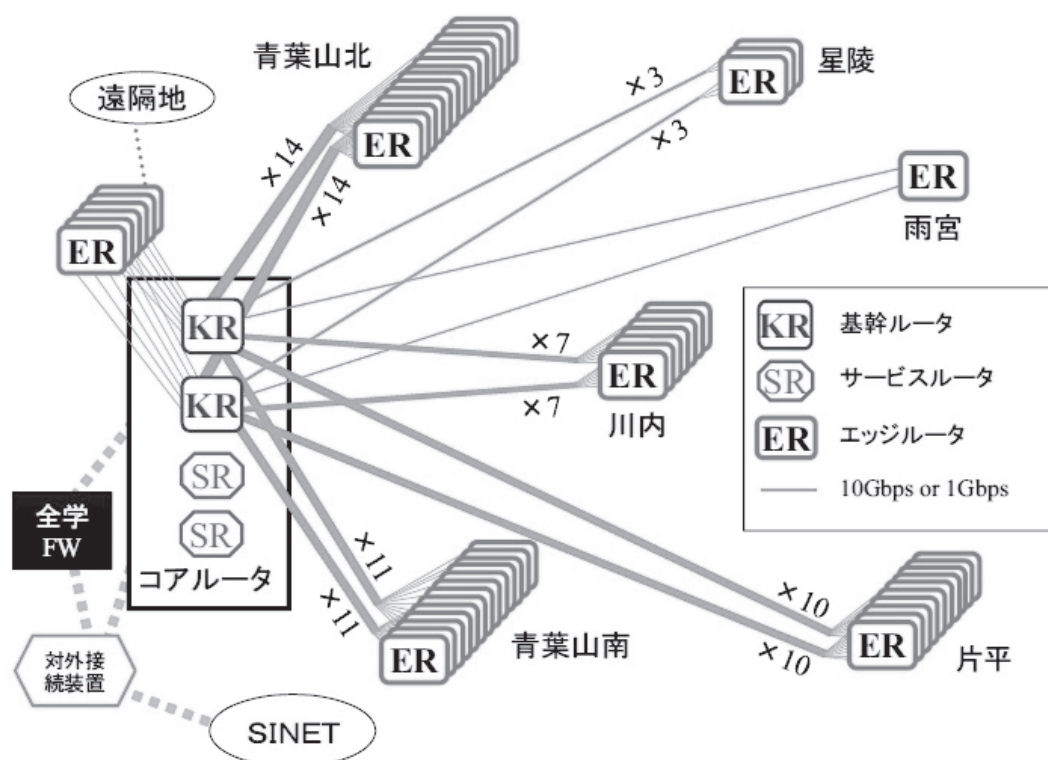 青葉山北
遠隔地
ER
×14
×14
ER
×3
×3
ER
星陵
ER
雨宮
KR
KR
SR
SR
コアルータ
×7
×7
ER
川内
KR
基幹ルータ
SR
サービスルータ
ER
エッジルータ
10Gbps or 1Gbps
全学
FW
×11
×11
ER
青葉山南
×10
×10
ER
片平
対外接
続装置
SINET